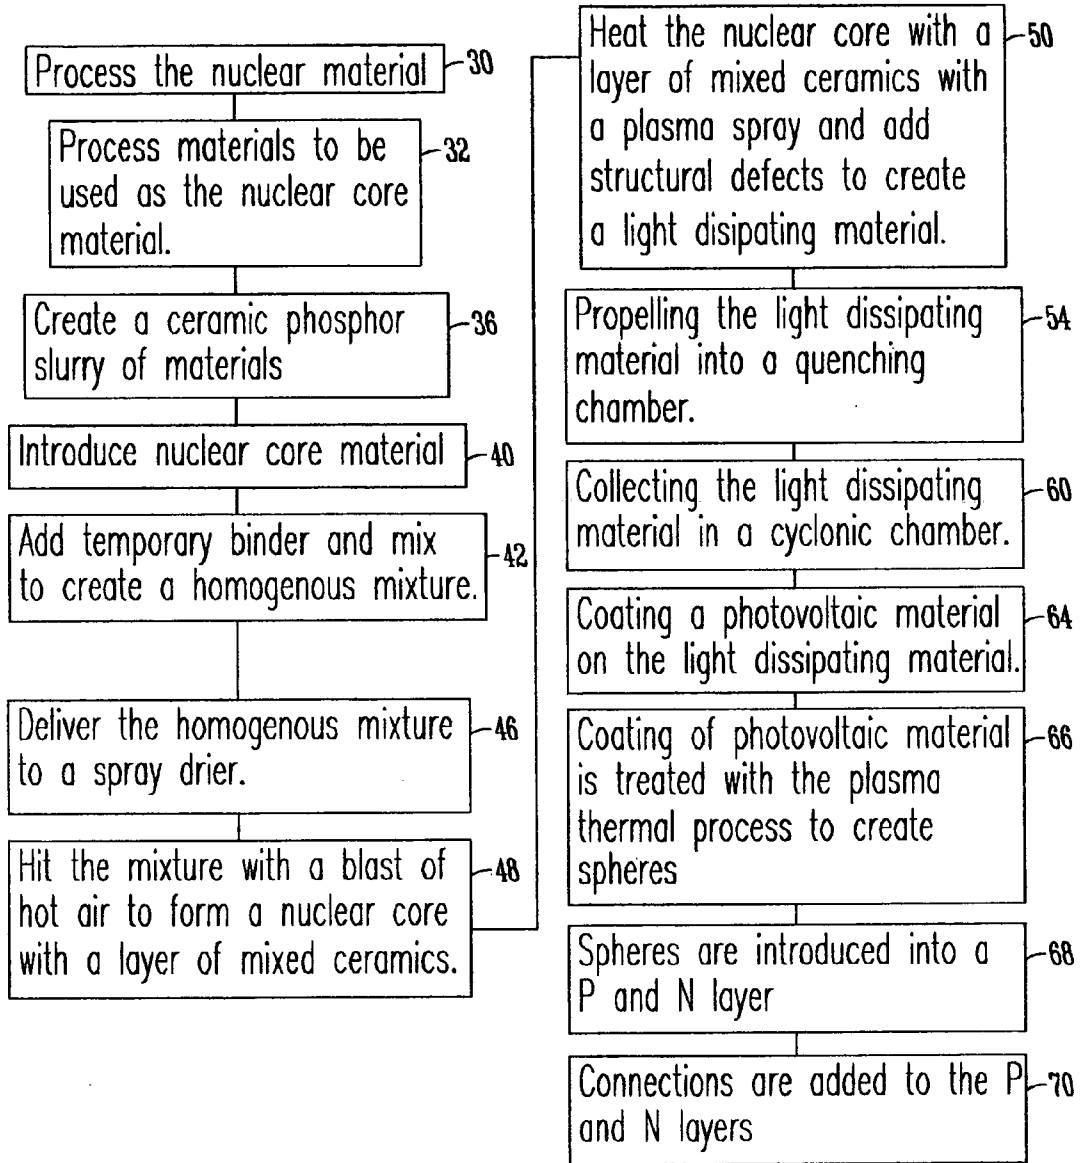 Process the nuclear material
30
Process materials to be
used as the nuclear core
material.
32
Create a ceramic phosphor
slurry of materials
36
Introduce nuclear core material
40
Add temporary binder and mix
to create a homogenous mixture.
42
Deliver the homogenous mixture
to a spray drier.
46
Hit the mixture with a blast of
hot air to form a nuclear core
with a layer of mixed ceramics.
48
Heat the nuclear core with a
layer of mixed ceramics with
a plasma spray and add
structural defects to create
a light disipating material.
50
Propelling the light dissipating
material into a quenching
chamber.
54
Collecting the light dissipating
material in a cyclonic chamber.
60
Coating a photovoltaic material
on the light dissipating material.
64
Coating of photovoltaic material
is treated with the plasma
thermal process to create
spheres
66
Spheres are introduced into a
P and N layer
68
Connections are added to the P
and N layers
70